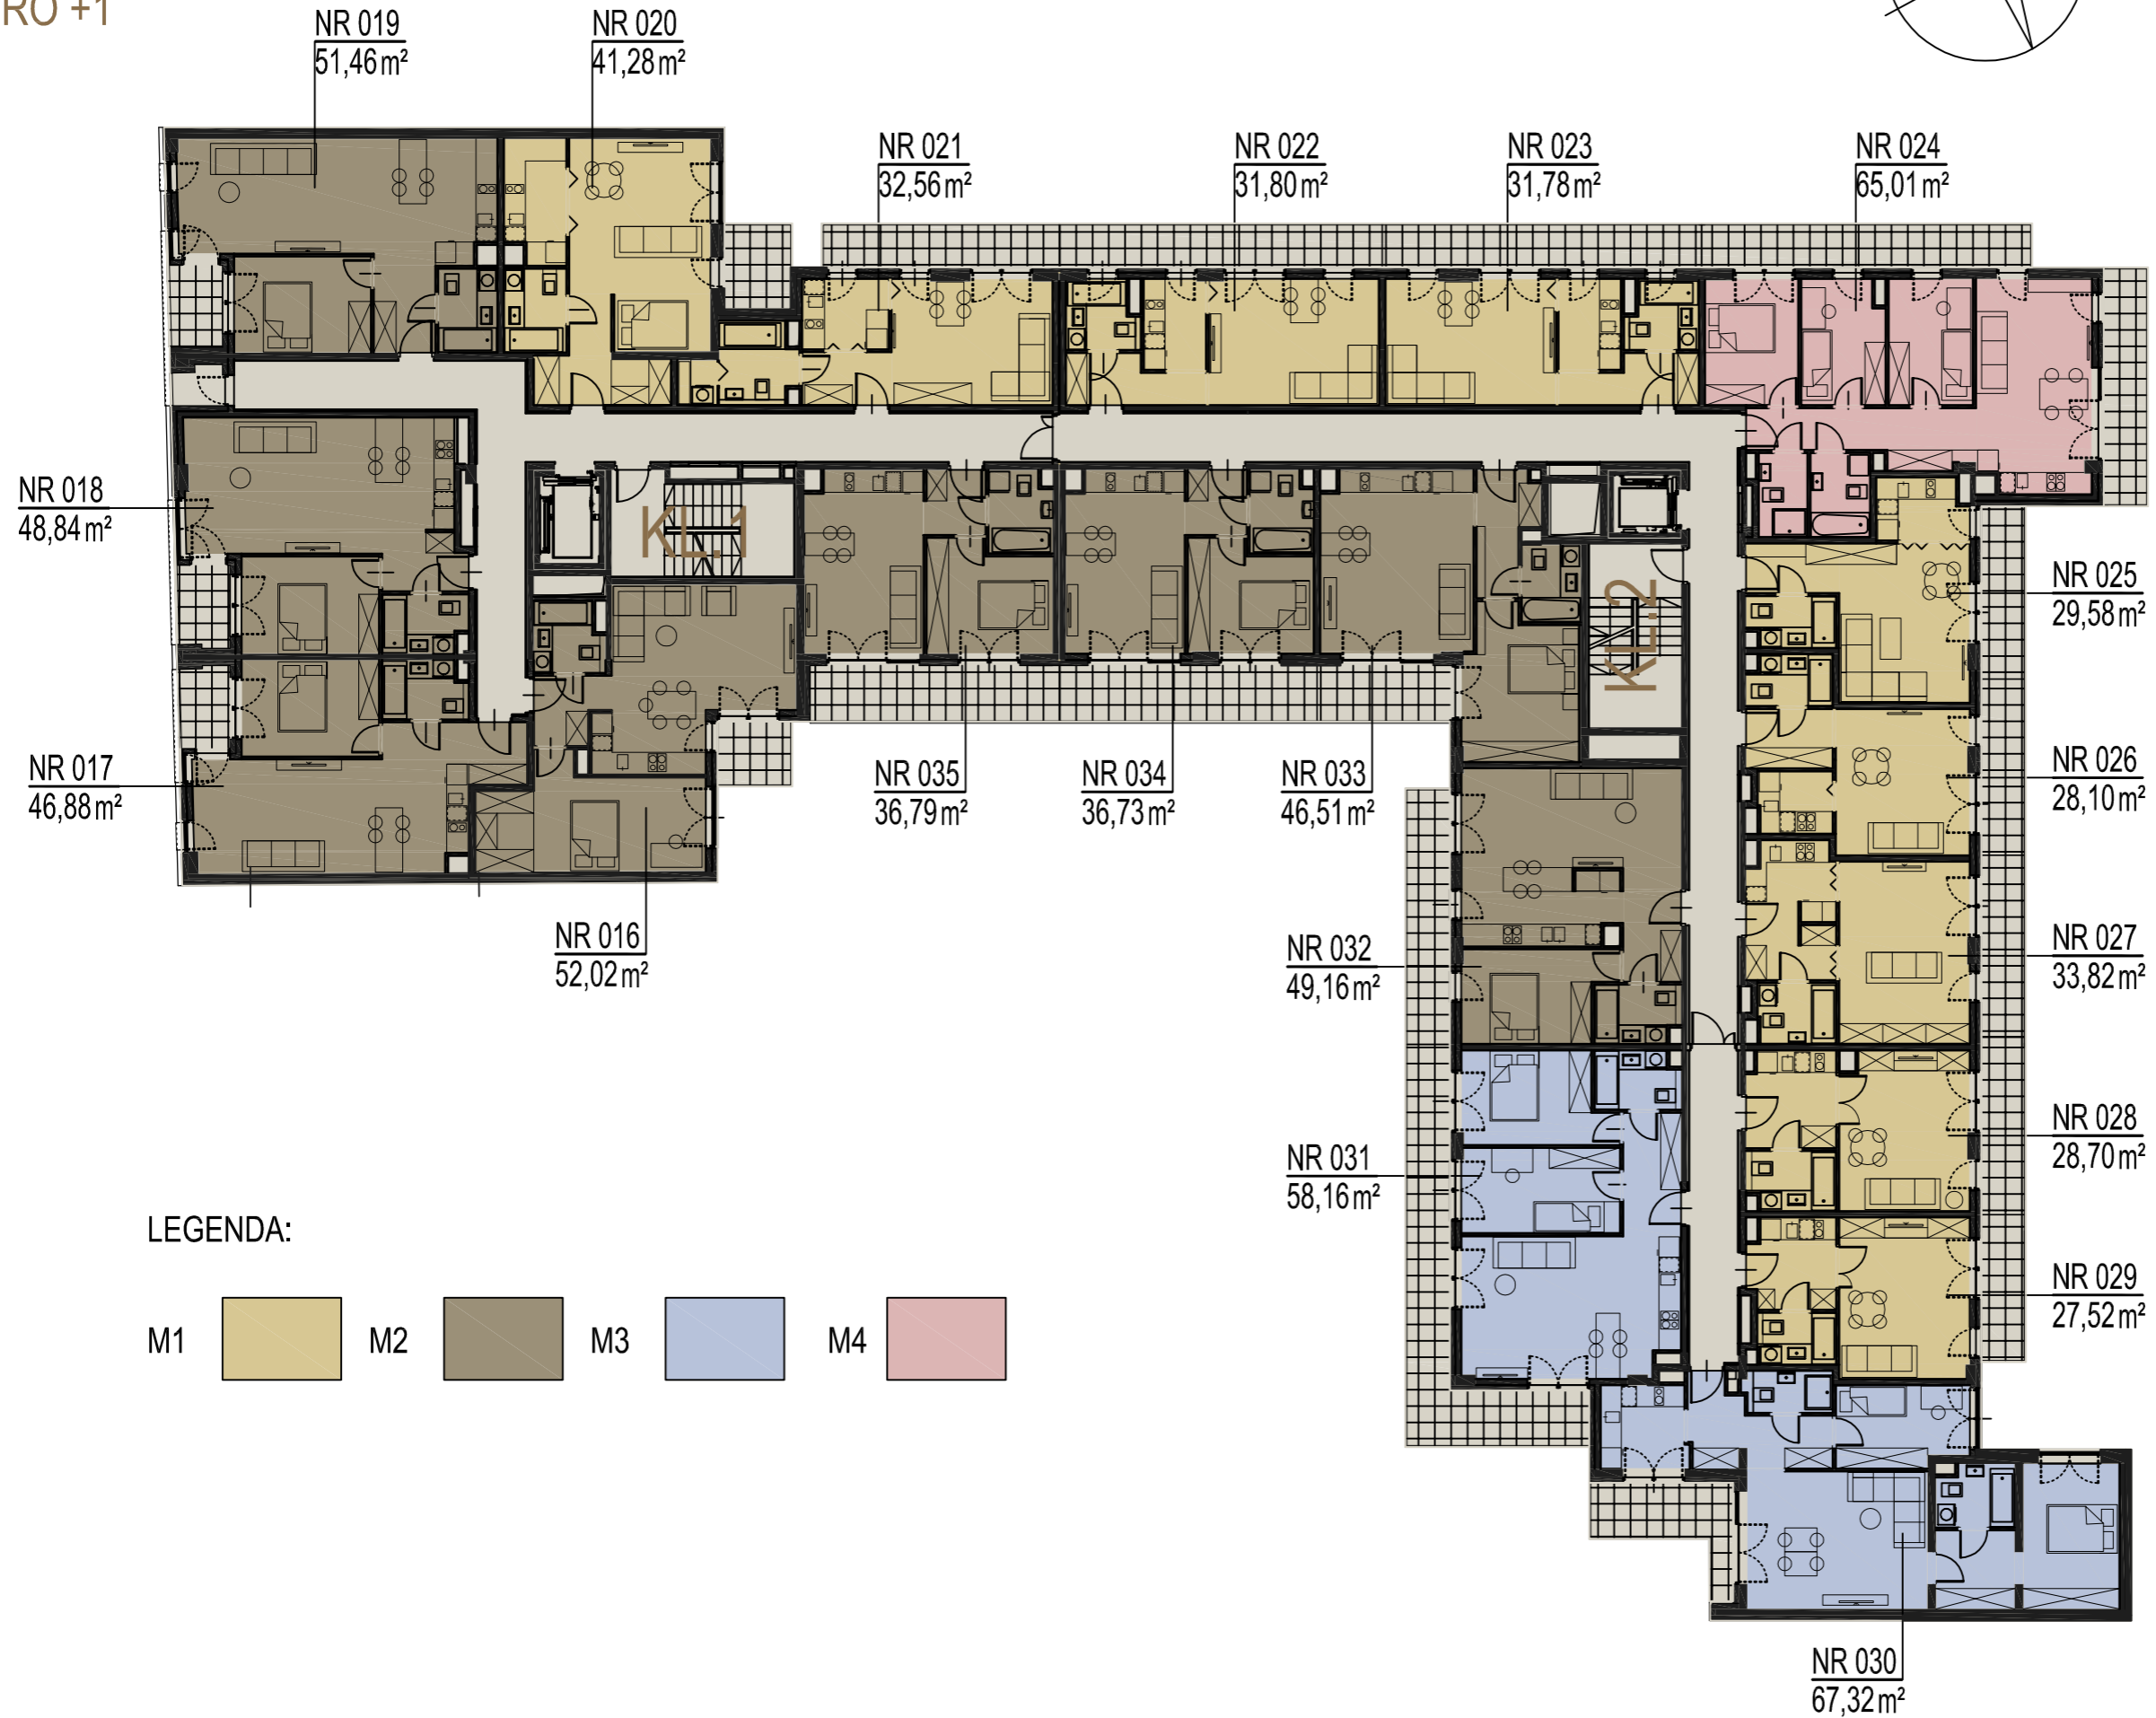 RO +1
NR 019
51,46 m²
NR 020
41,28 m²
NR 021
32,56 m²
NR 022
31,80 m²
NR 023
31,78 m²
NR 024
65,01 m²
NR 018
48,84 m²
KL.1
KL.2
NR 025
29,58 m²
NR 017
46,88 m²
NR 035
36,79 m²
NR 034
36,73 m²
NR 033
46,51 m²
NR 026
28,10 m²
NR 016
52,02 m²
NR 032
49,16 m²
NR 027
33,82 m²
NR 031
58,16 m²
NR 028
28,70 m²
NR 029
27,52 m²
LEGENDA:
M1 M2 M3 M4
NR 030
67,32 m²